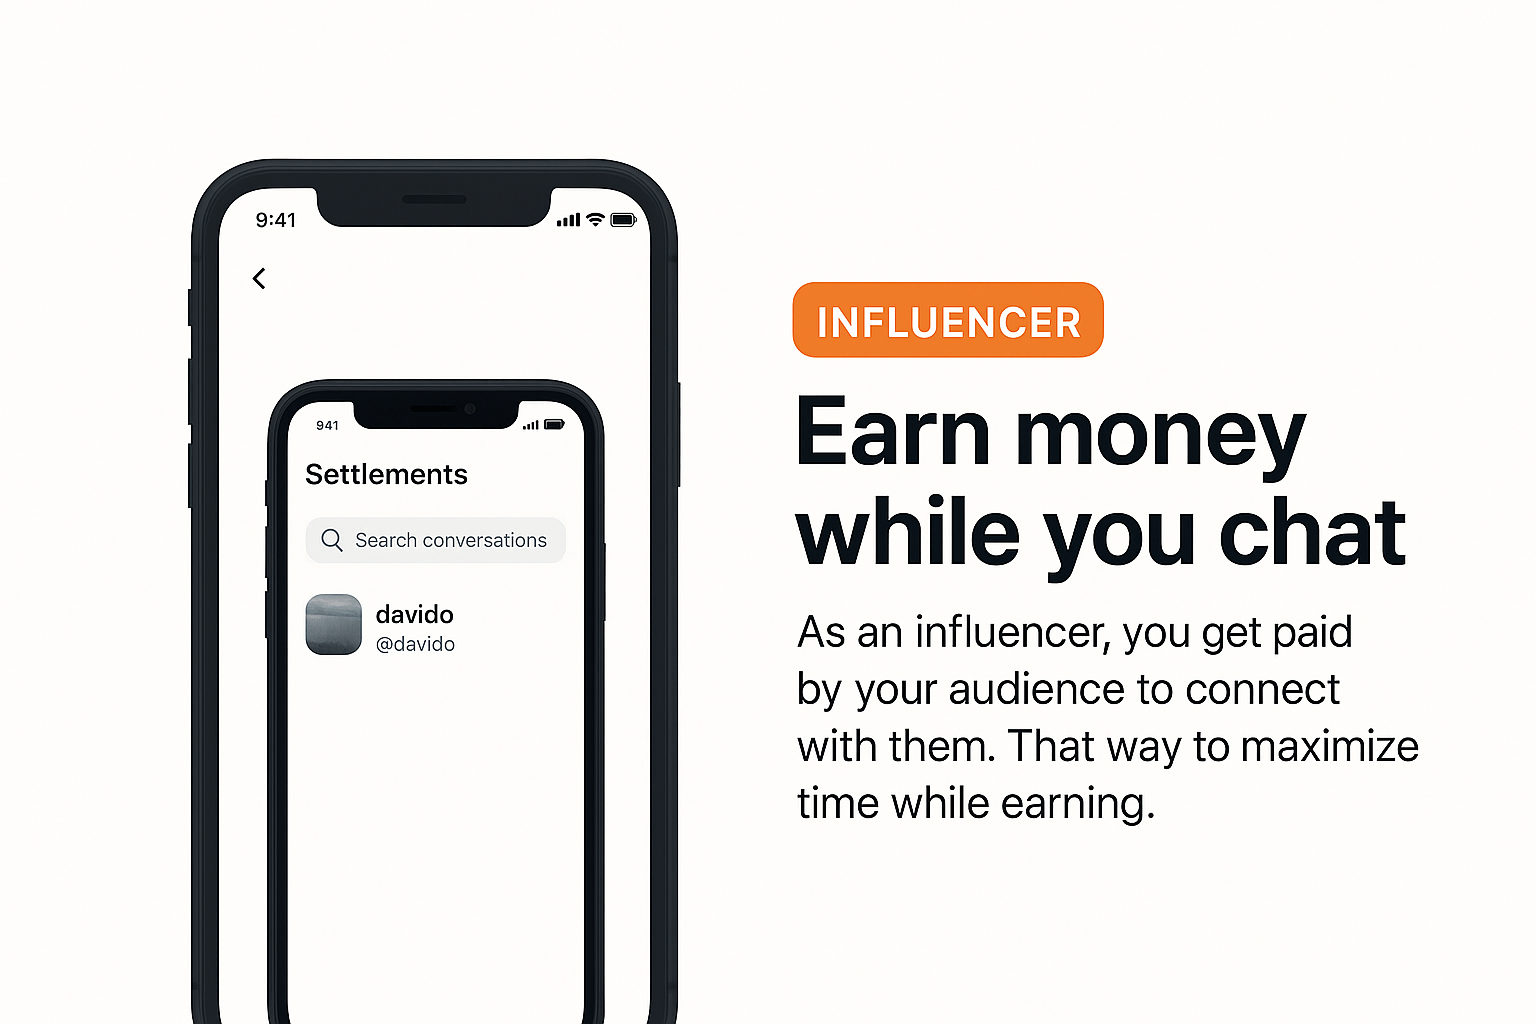 9:41
941
Settlements
Search conversations
davido
@davido
INFLUENCER
Earn money
while you chat
As an influencer, you get paid
by your audience to connect
with them. That way to maximize
time while earning.